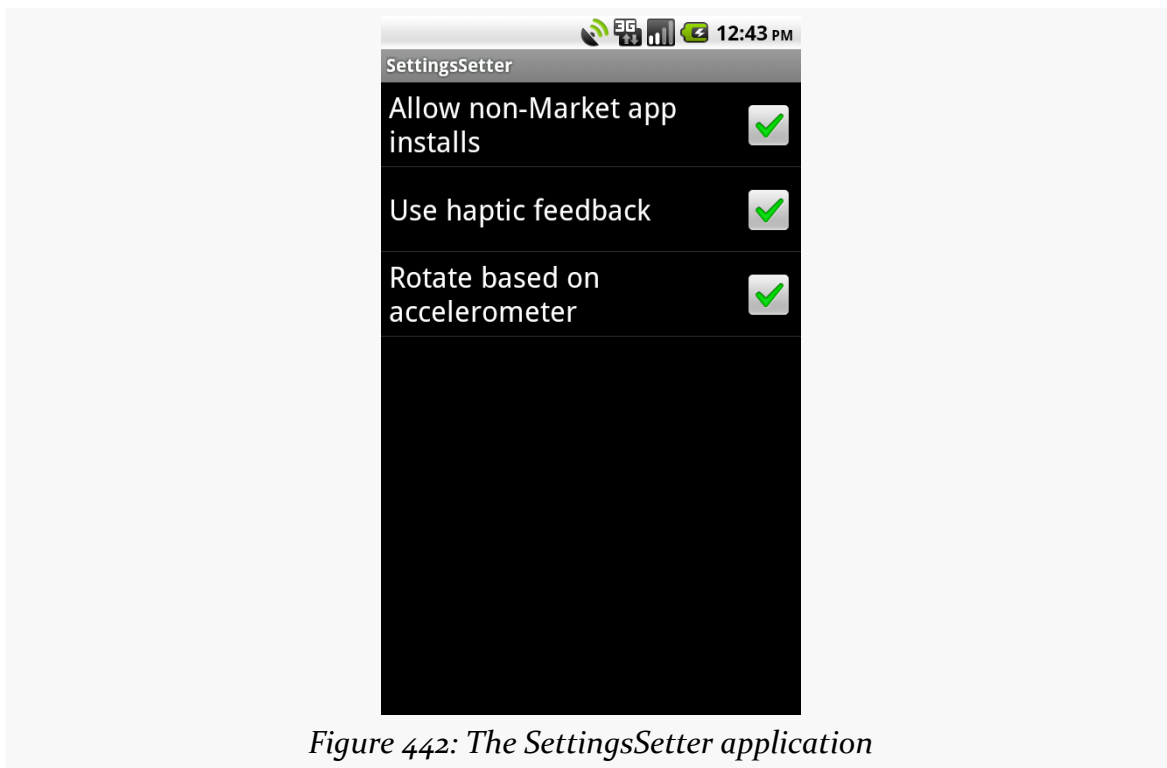 3G 12:43 PM
SettingsSetter
Allow non-Market app
installs
Use haptic feedback
Rotate based on
accelerometer
Figure 442: The SettingsSetter application